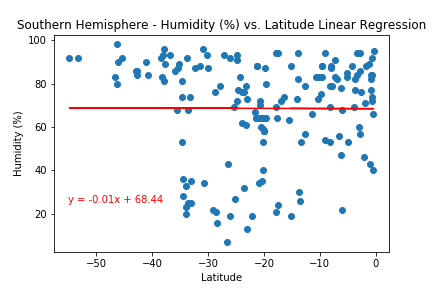 Southern Hemisphere - Humidity (%) vs. Latitude Linear Regression
100
80
60
40
20
Humidity (%)
y = -0.01x + 68.44
−50
−40
−30
−20
−10
0
Latitude